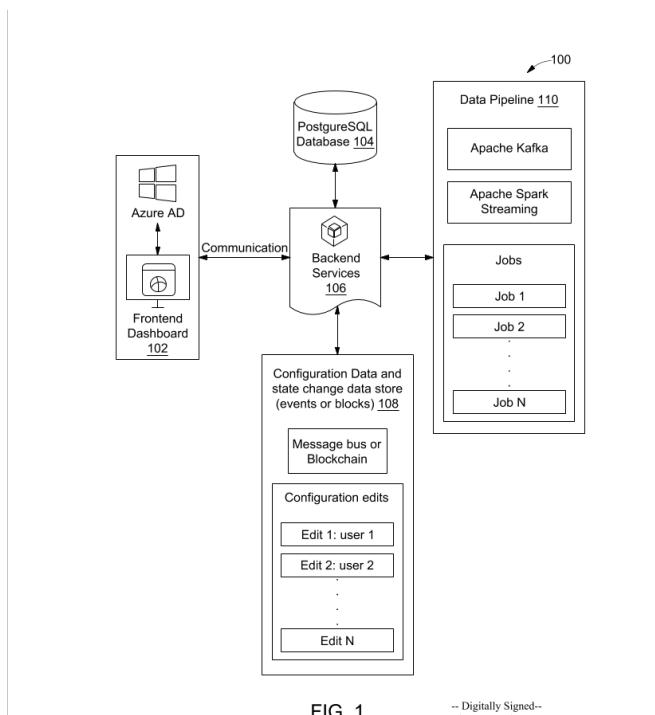 100
Data Pipeline 110
Apache Kafka
Apache Spark
Streaming
Jobs
Job 1
Job 2
Job N
PostgureSQL
Database 104
Azure AD
Communication
Frontend
Dashboard
102
Backend
Services
106
Configuration Data and
state change data store
(events or blocks) 108
Message bus or
Blockchain
Configuration edits
Edit 1: user 1
Edit 2: user 2
Edit N
FIG. 1
-- Digitally Signed--